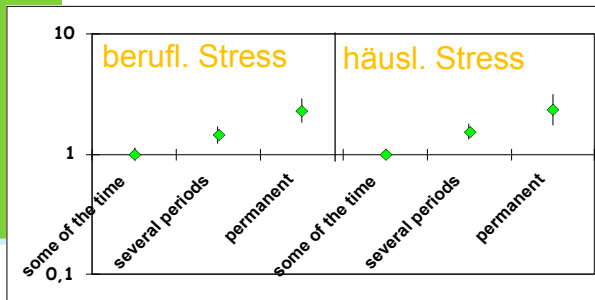 10
berufl. Stress
häusl. Stress
1
some of the time
several periods
permanent
some of the time
several periods
permanent
0,1